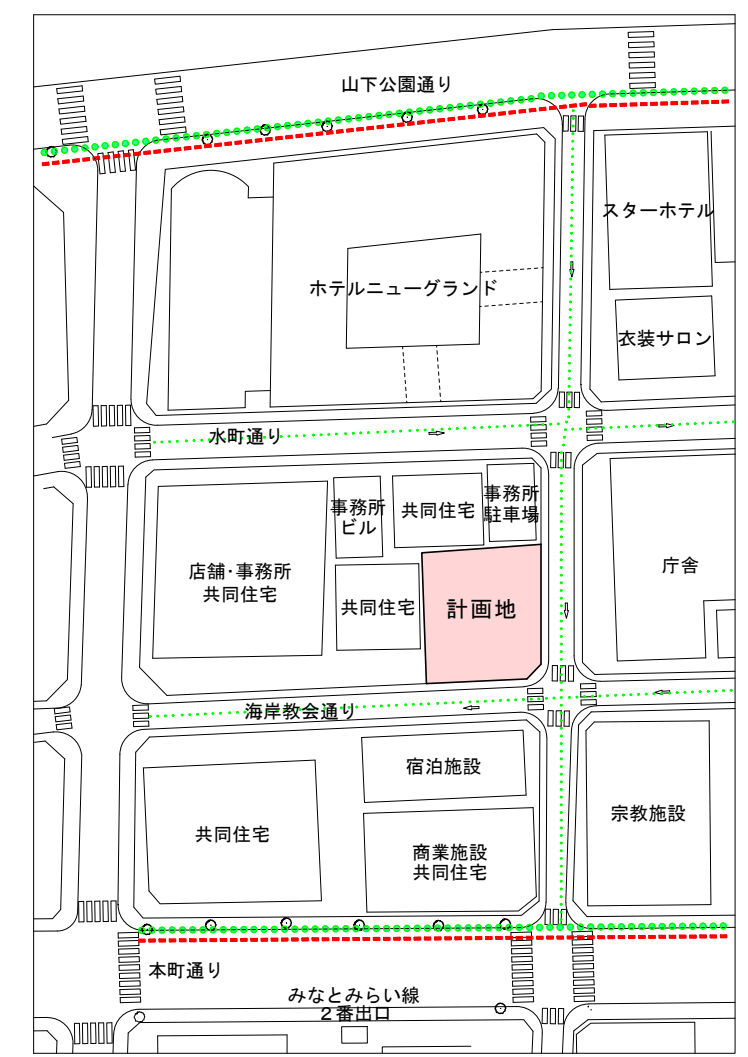 山下公園通り
スターホテル
ホテルニューグランド
衣装サロン
水町通り
事務所
ビル
共同住宅
事務所
駐車場
店舗･事務所
共同住宅
共同住宅
計画地
庁舎
海岸教会通り
宿泊施設
共同住宅
商業施設
共同住宅
宗教施設
本町通り
みなとみらい線
２番出口